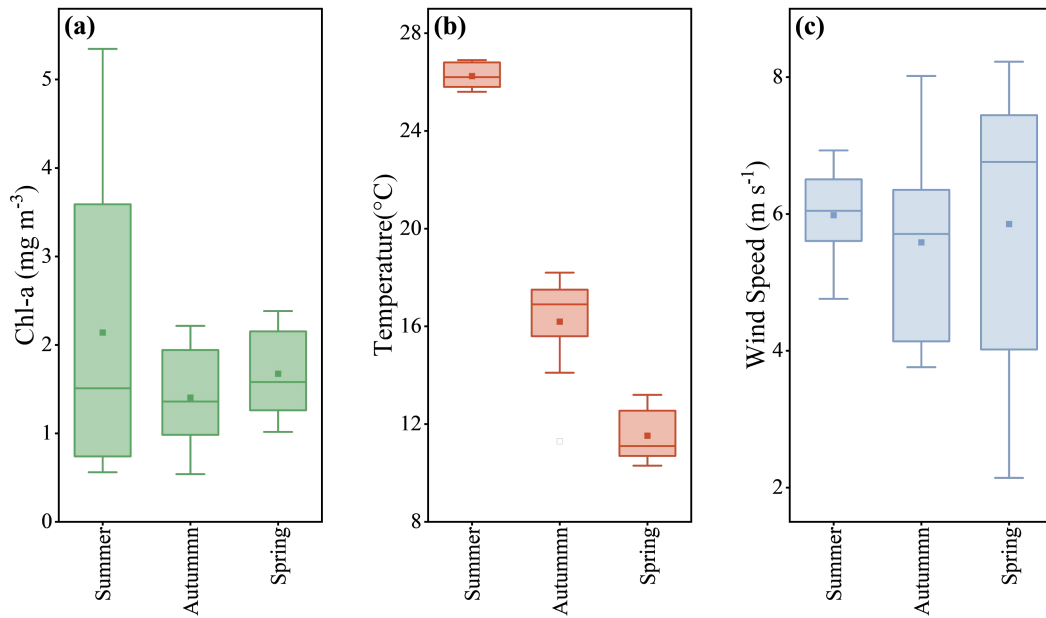 (a)
Chl-a (mg m⁻³)
5
4
3
2
1
0
Summer
Autummn
Spring
(b)
Temperature(°C)
28
24
20
16
12
8
Summer
Autummn
Spring
(c)
Wind Speed (m s⁻¹)
8
6
4
2
Summer
Autummn
Spring